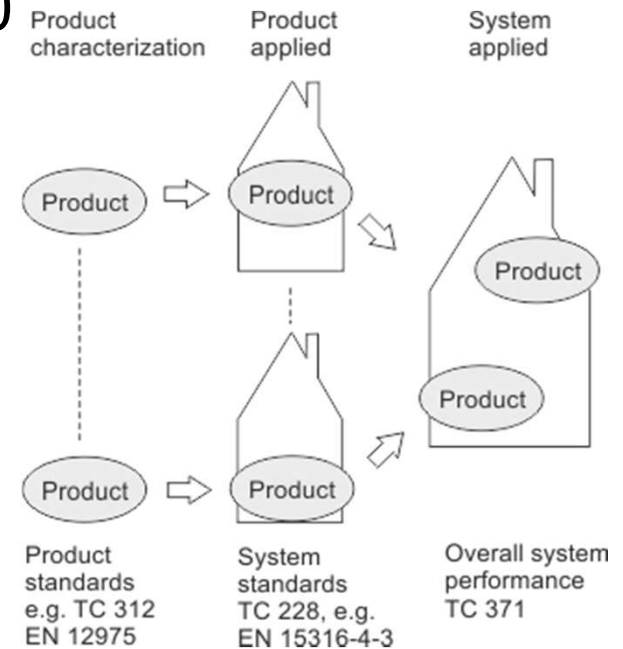 Product
characterization
Product
applied
System
applied
Product
Product
Product
Product
Product
Product
Product
standards
e.g. TC 312
EN 12975
System
standards
TC 228, e.g.
EN 15316-4-3
Overall system
performance
TC 371